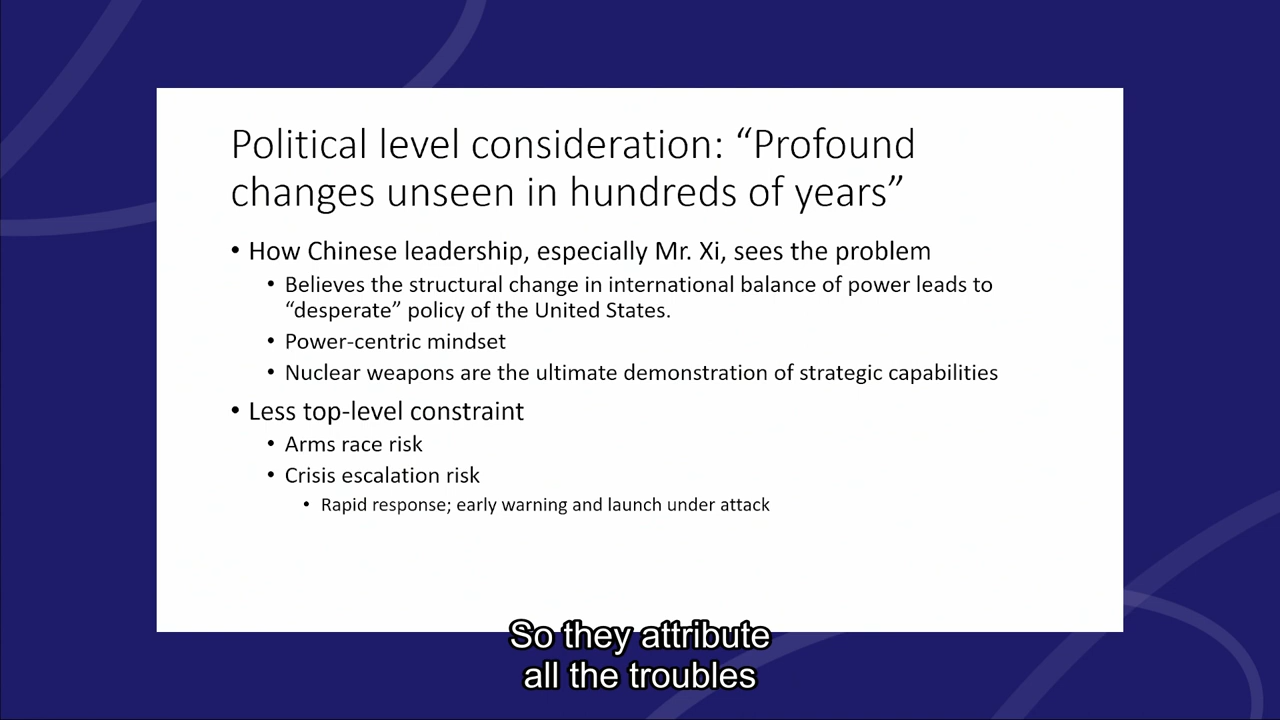 Political level consideration: “Profound
changes unseen in hundreds of years”
• How Chinese leadership, especially Mr. Xi, sees the problem
• Believes the structural change in international balance of power leads to
“desperate” policy of the United States.
• Power-centric mindset
• Nuclear weapons are the ultimate demonstration of strategic capabilities
• Less top-level constraint
• Arms race risk
• Crisis escalation risk
• Rapid response; early warning and launch under attack
So they attribute
all the troubles